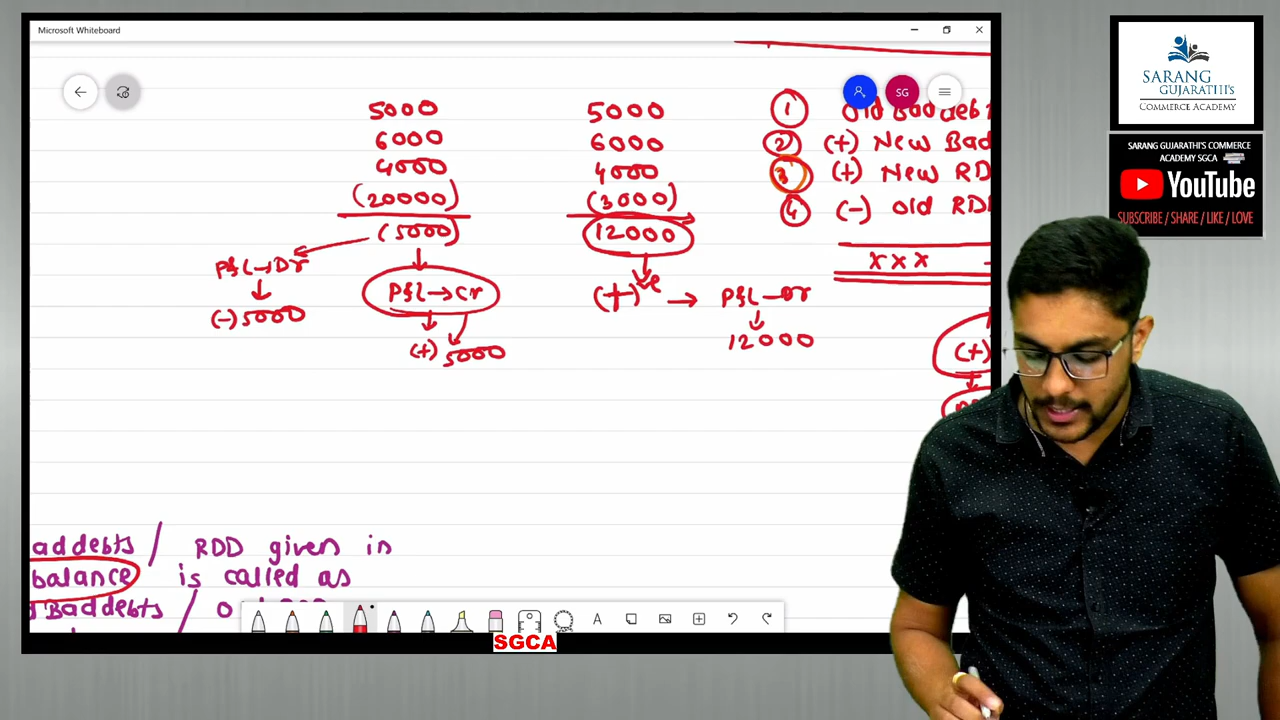 Microsoft Whiteboard
SARANG
GUJARATHI'S
COMMERCE ACADEMY
SARANG GUJARATHI'S COMMERCE
ACADEMY SGCA
YouTube
SUBSCRIBE / SHARE / LIKE / LOVE
SG
5000
6000
4000
(20000)
(5000)
P&L→Dr
(-) 5000
P&L→Cr
(+) 5000
5000
6000
4000
(3000)
12000
(+)ve → P&L→Dr
12000
1 Old Baddebt
2 (+) New Bad
3 (+) New RD
4 (-) Old RD
xxx
(+)
addebts / RDD given in
balance is called as
Baddebts /
A
SGCA